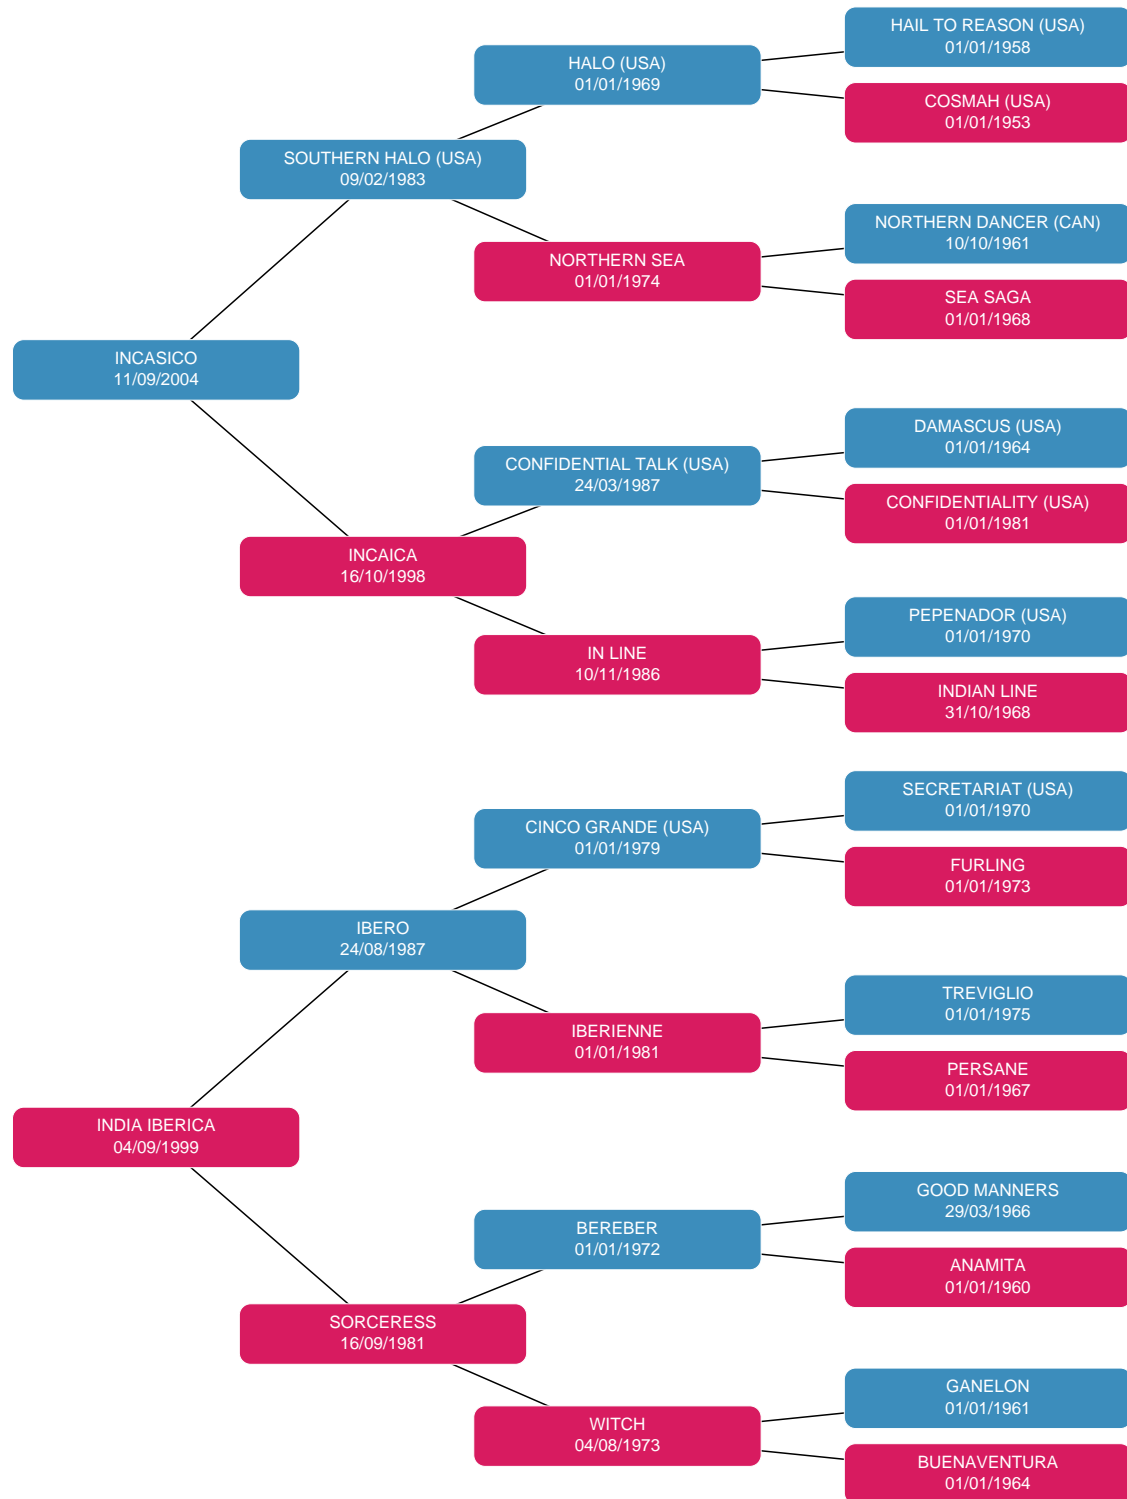 HAIL TO REASON (USA)
01/01/1958
HALO (USA)
01/01/1969
COSMAH (USA)
01/01/1953
SOUTHERN HALO (USA)
09/02/1983
NORTHERN DANCER (CAN)
10/10/1961
NORTHERN SEA
01/01/1974
SEA SAGA
01/01/1968
INCASICO
11/09/2004
DAMASCUS (USA)
01/01/1964
CONFIDENTIAL TALK (USA)
24/03/1987
CONFIDENTIALITY (USA)
01/01/1981
INCAICA
16/10/1998
PEPENADOR (USA)
01/01/1970
IN LINE
10/11/1986
INDIAN LINE
31/10/1968
SECRETARIAT (USA)
01/01/1970
CINCO GRANDE (USA)
01/01/1979
FURLING
01/01/1973
IBERO
24/08/1987
TREVIGLIO
01/01/1975
IBERIENNE
01/01/1981
PERSANE
01/01/1967
INDIA IBERICA
04/09/1999
GOOD MANNERS
29/03/1966
BEREBER
01/01/1972
ANAMITA
01/01/1960
SORCERESS
16/09/1981
GANELON
01/01/1961
WITCH
04/08/1973
BUENAVENTURA
01/01/1964